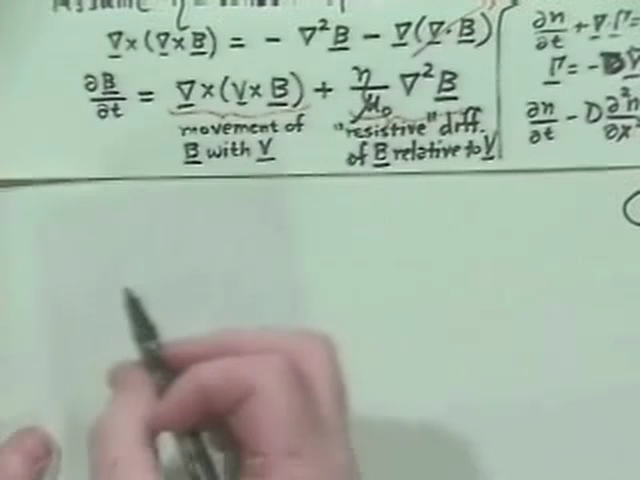 ∇×(∇×B) = - ∇²B - ∇(∇·B)
∂B/∂t = ∇×(V×B) + η/μ₀ ∇²B
movement of B with V
"resistive" diff. of B relative to V
∂n/∂t + ∇·Γ=
Γ = -D∇
∂n/∂t - D ∂²n/∂x²